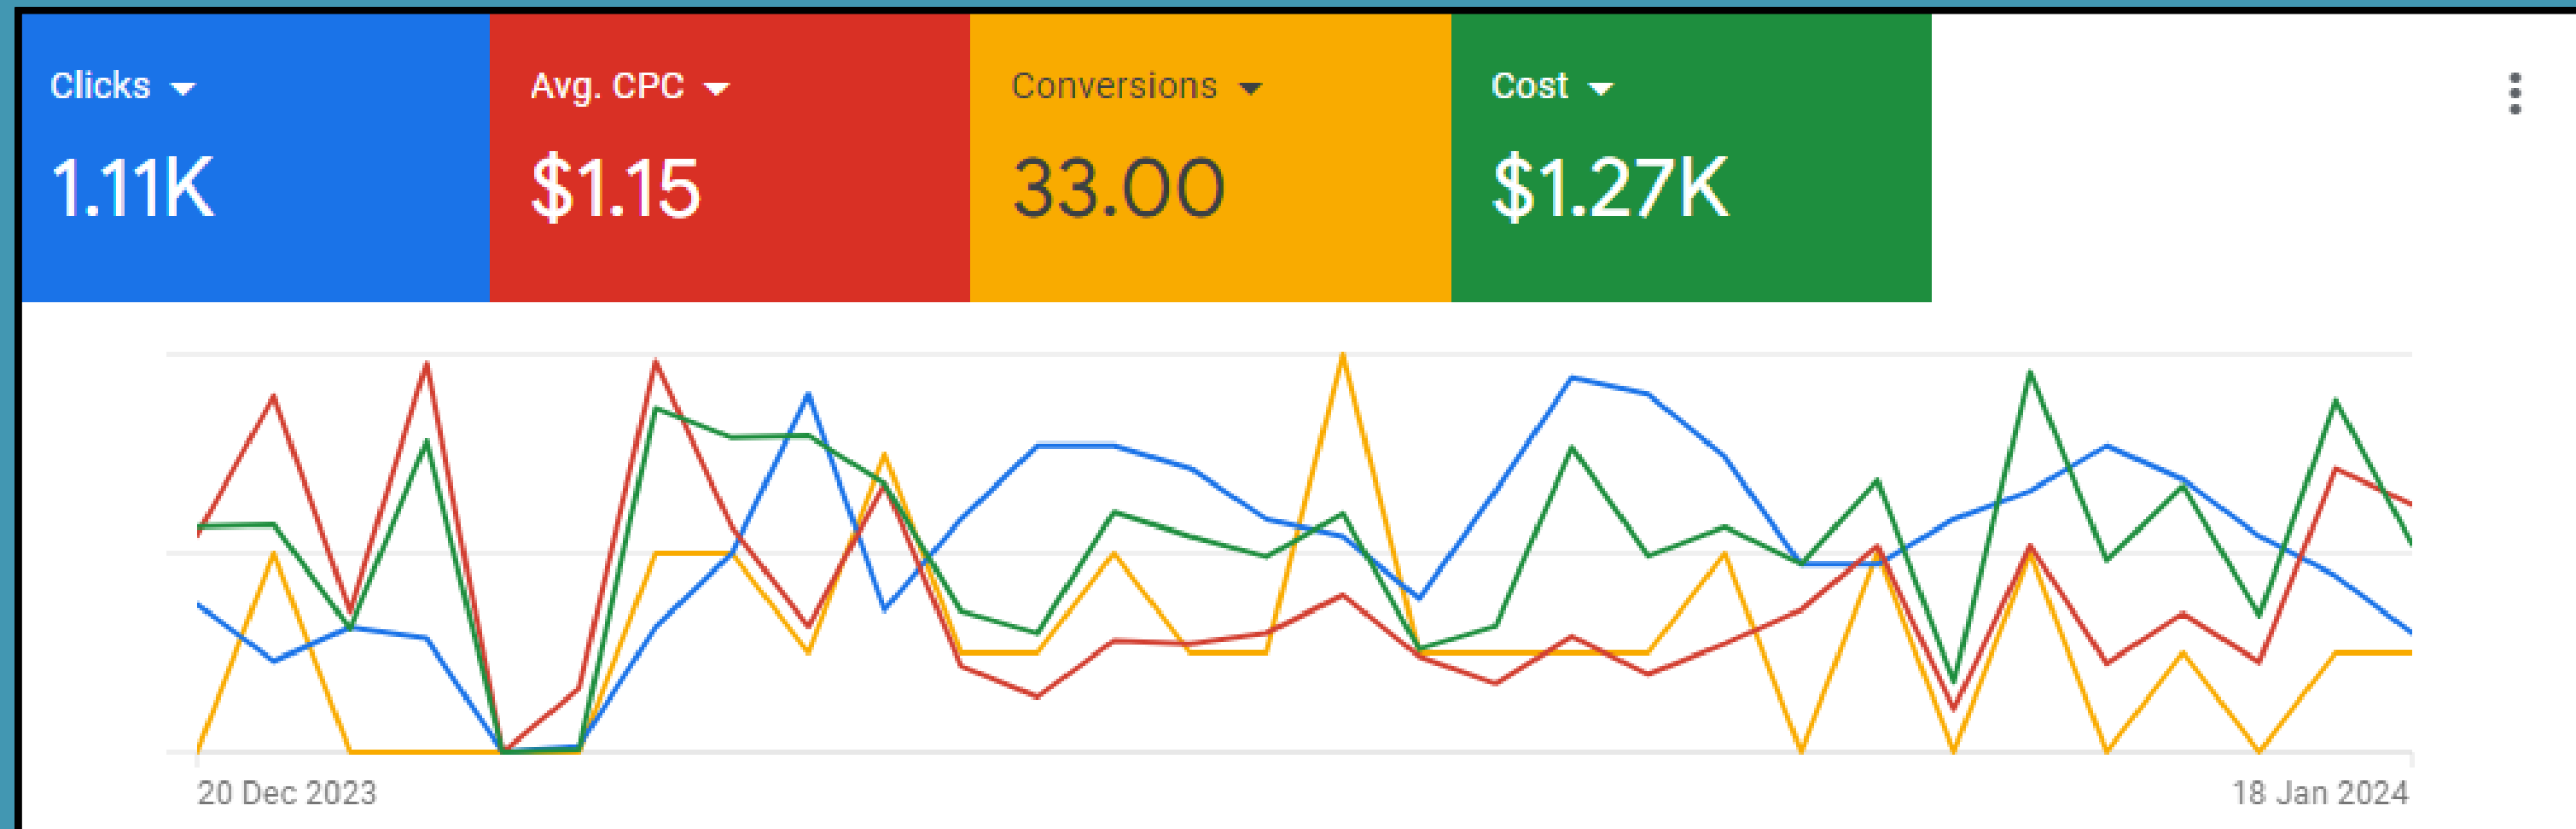 Clicks Avg. CPC Conversions Cost
1.11K $1.15 33.00 $1.27K
20 Dec 2023 18 Jan 2024